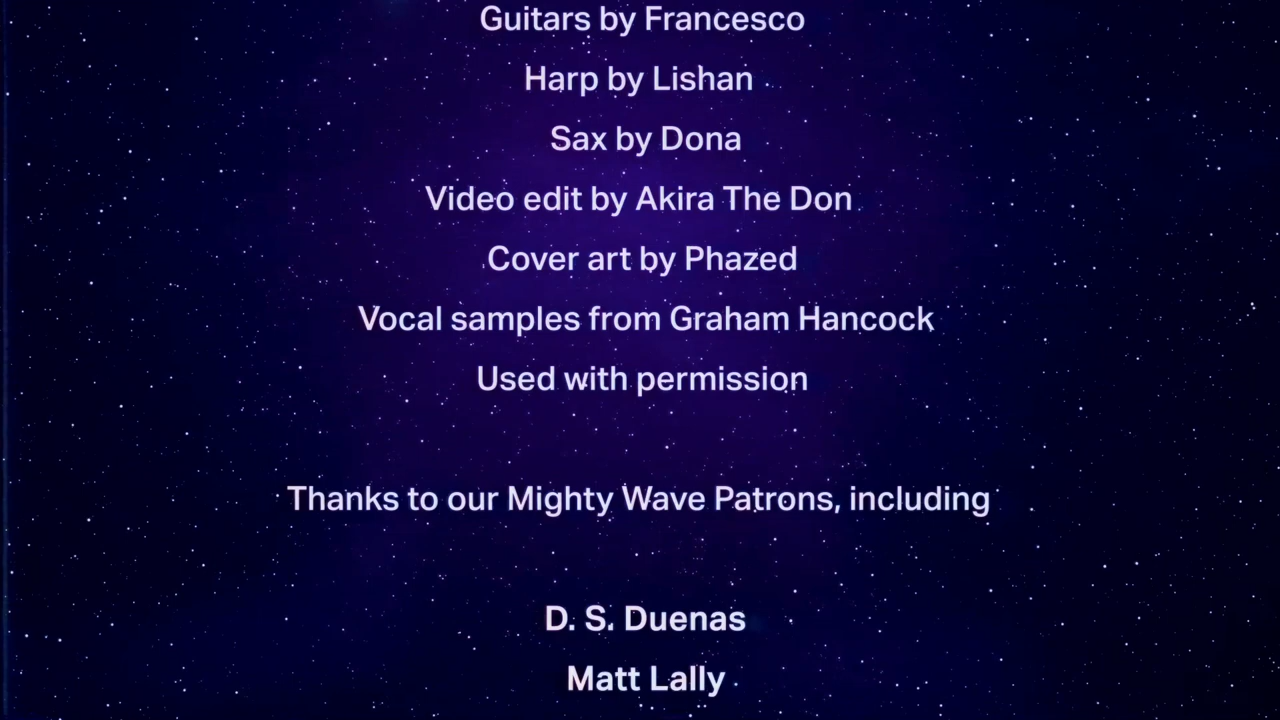 Guitars by Francesco
Harp by Lishan
Sax by Dona
Video edit by Akira The Don
Cover art by Phazed
Vocal samples from Graham Hancock
Used with permission
Thanks to our Mighty Wave Patrons, including
D. S. Duenas
Matt Lally